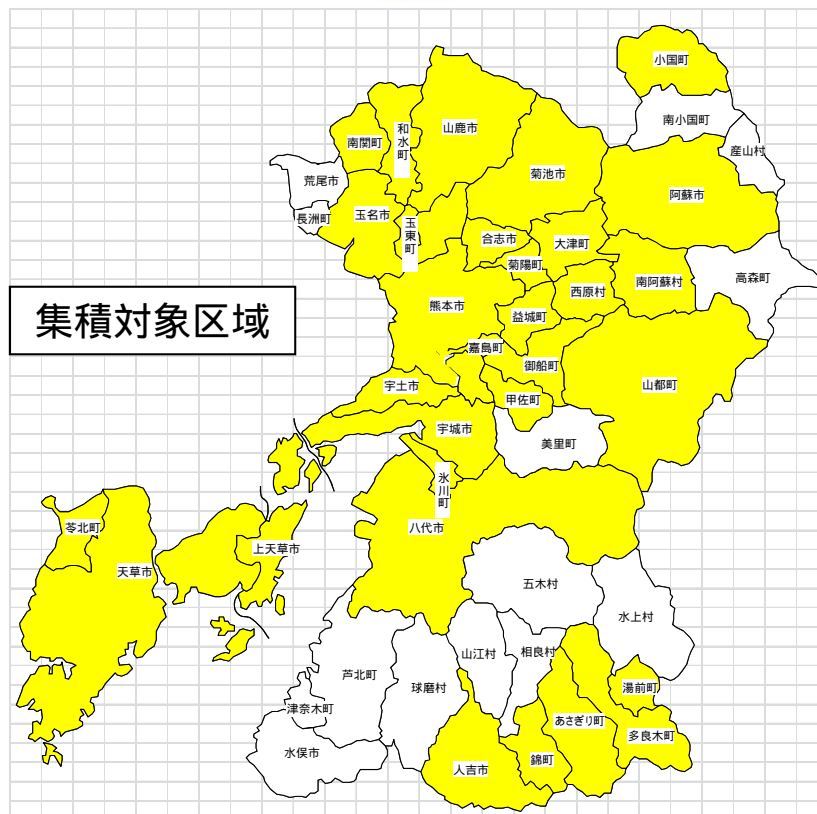 小国町
南小国町
産山村
山鹿市
和水町
南関町
菊池市
荒尾市
阿蘇市
長洲町
玉名市
玉東町
合志市
大津町
菊陽町
高森町
南阿蘇村
西原村
熊本市
益城町
集積対象区域
嘉島町
御船町
山都町
宇土市
甲佐町
宇城市
美里町
氷川町
八代市
苓北町
上天草市
天草市
五木村
水上村
山江村
相良村
芦北町
球磨村
湯前町
津奈木町
あさぎり町
多良木町
水俣市
錦町
人吉市